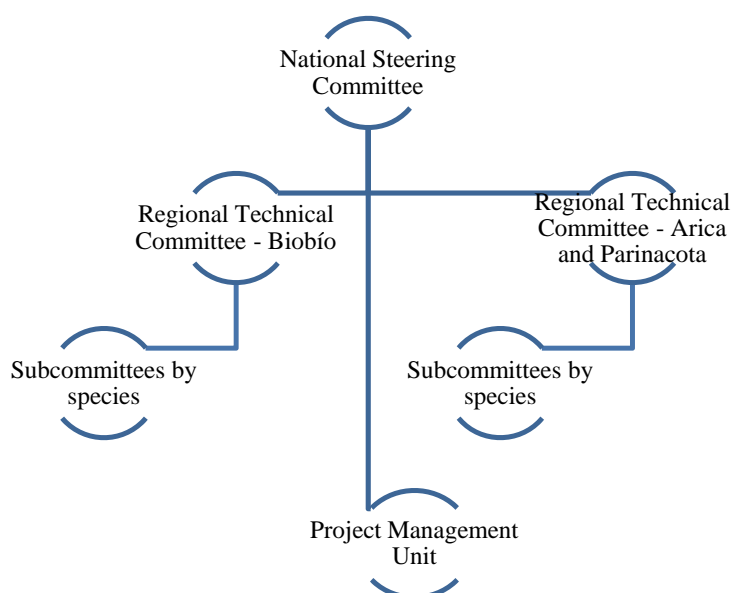 National Steering
Committee
Regional Technical
Committee - Biobío
Regional Technical
Committee - Arica
and Parinacota
Subcommittees by
species
Subcommittees by
species
Project Management
Unit